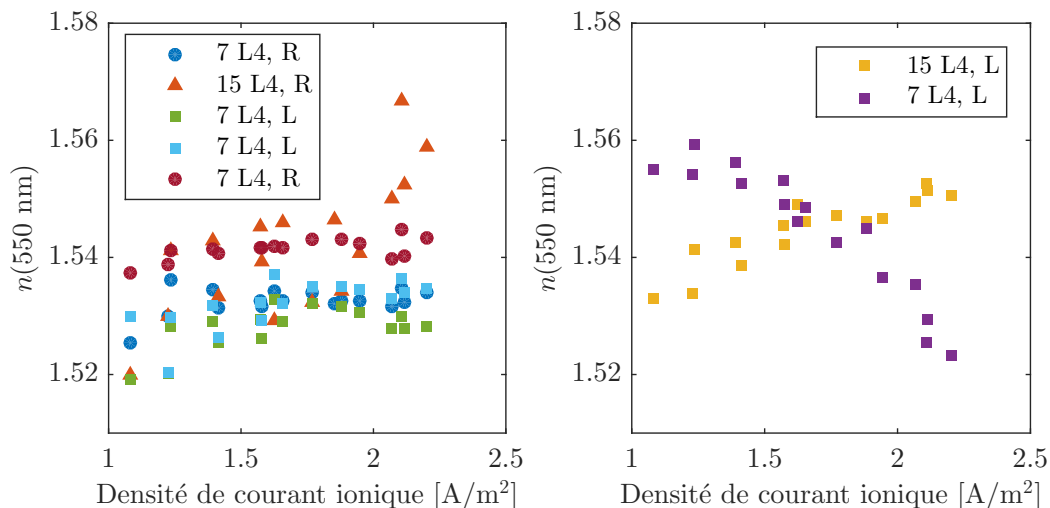 1.58
1.56
1.54
1.52
n(550 nm)
7 L4, R
15 L4, R
7 L4, L
7 L4, L
7 L4, R
1 1.5 2 2.5
Densité de courant ionique [A/m²]
1.58
1.56
1.54
1.52
n(550 nm)
15 L4, L
7 L4, L
1 1.5 2 2.5
Densité de courant ionique [A/m²]